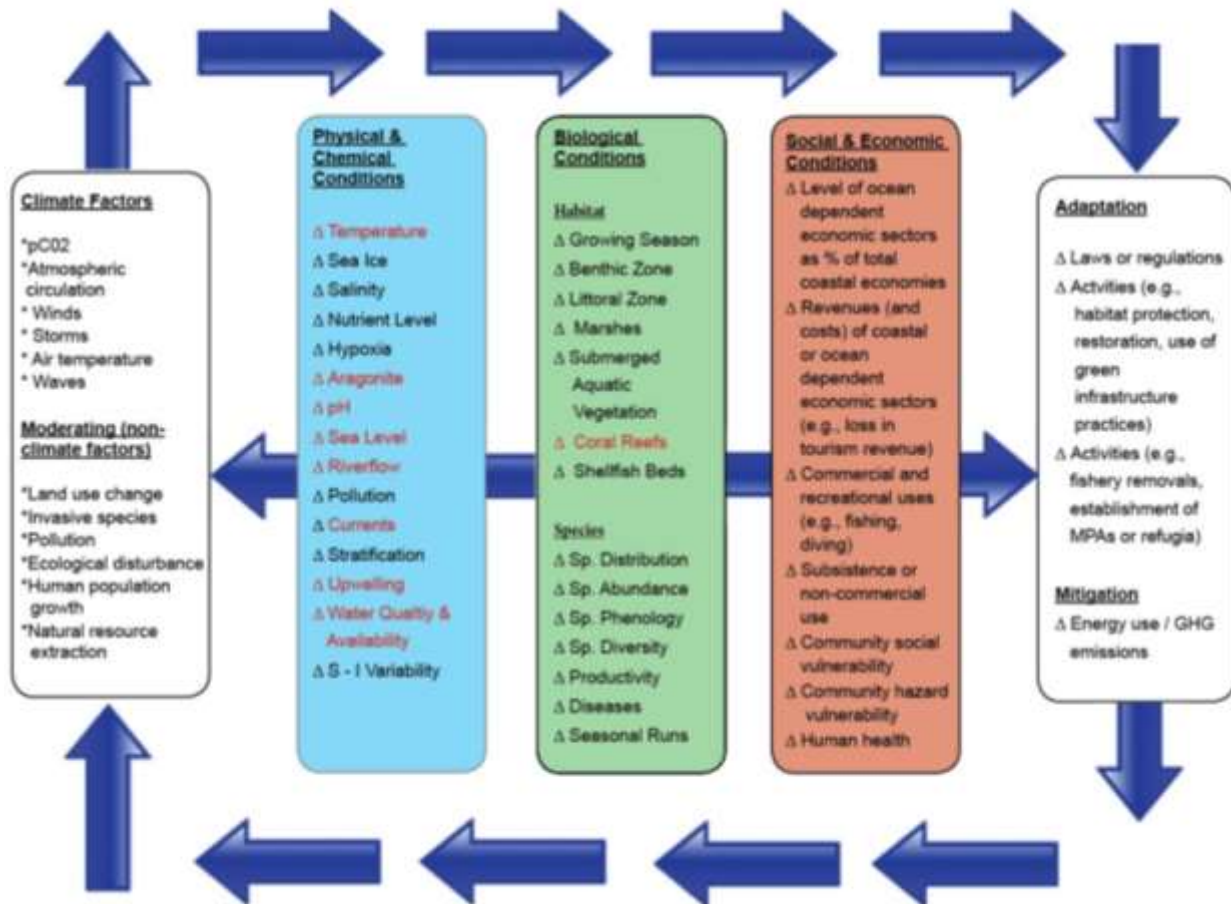 Climate Factors
*pC02
*Atmospheric
circulation
* Winds
* Storms
* Air temperature
* Waves
Moderating (non-
climate factors)
*Land use change
*Invasive species
*Pollution
*Ecological disturbance
*Human population
growth
*Natural resource
extraction
Physical &
Chemical
Conditions
Δ Temperature
Δ Sea Ice
Δ Salinity
Δ Nutrient Level
Δ Hypoxia
Δ Aragonite
Δ pH
Δ Sea Level
Δ Riverflow
Δ Pollution
Δ Currents
Δ Stratification
Δ Upwelling
Δ Water Qualtiy &
Availability
Δ S - I Variability
Biological
Conditions
Habitat
Δ Growing Season
Δ Benthic Zone
Δ Littoral Zone
Δ Marshes
Δ Submerged
Aquatic
Vegetation
Δ Coral Reefs
Δ Shellfish Beds
Species
Δ Sp. Distribution
Δ Sp. Abundance
Δ Sp. Phenology
Δ Sp. Diversity
Δ Productivity
Δ Diseases
Δ Seasonal Runs
Social & Economic
Conditions
Δ Level of ocean
dependent
economic sectors
as % of total
coastal economies
Δ Revenues (and
costs) of coastal
or ocean
dependent
economic sectors
(e.g., loss in
tourism revenue)
Δ Commercial and
recreational uses
(e.g., fishing,
diving)
Δ Subsistence or
non-commercial
use
Δ Community social
vulnerability
Δ Community hazard
vulnerability
Δ Human health
Adaptation
Δ Laws or regulations
Δ Actvities (e.g.,
habitat protection,
restoration, use of
green
infrastructure
practices)
Δ Activities (e.g.,
fishery removals,
establishment of
MPAs or refugia)
Mitigation
Δ Energy use / GHG
emissions